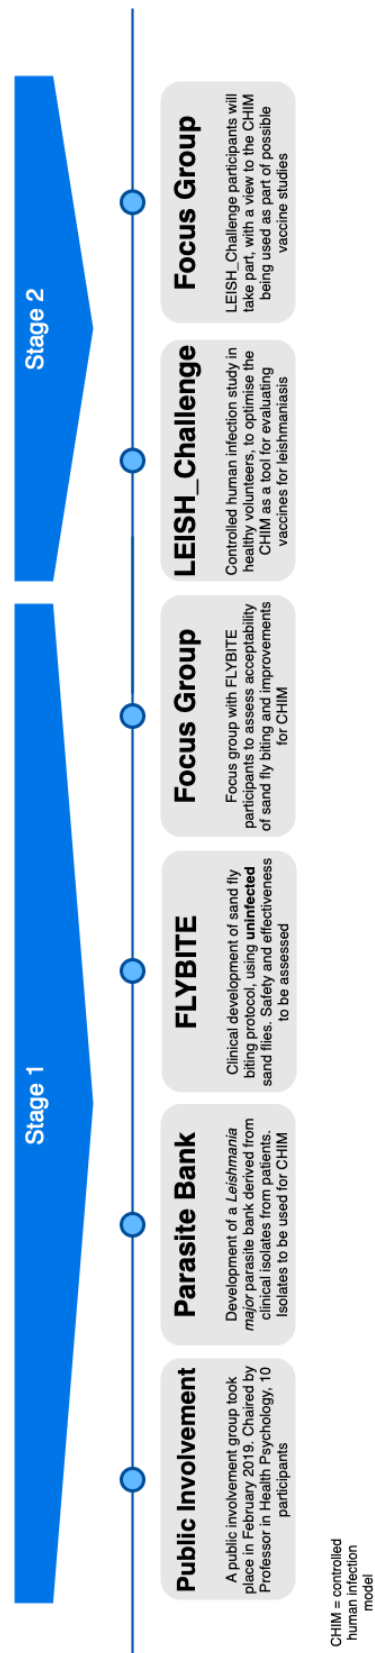 Stage 1
Stage 2
Public Involvement
A public involvement group took
place in February 2019. Chaired by
Professor in Health Psychology, 10
participants
Parasite Bank
Development of a Leishmania
major parasite bank derived from
clinical isolates from patients.
Isolates to be used for CHIM
FLYBITE
Clinical development of sand fly
biting protocol, using uninfected
sand flies. Safety and effectiveness
to be assessed
Focus Group
Focus group with FLYBITE
participants to assess acceptability
of sand fly biting and improvements
for CHIM
LEISH_Challenge
Controlled human infection study in
healthy volunteers, to optimise the
CHIM as a tool for evaluating
vaccines for leishmaniasis
Focus Group
LEISH_Challenge participants will
take part, with a view to the CHIM
being used as part of possible
vaccine studies
CHIM = controlled
human infection
model